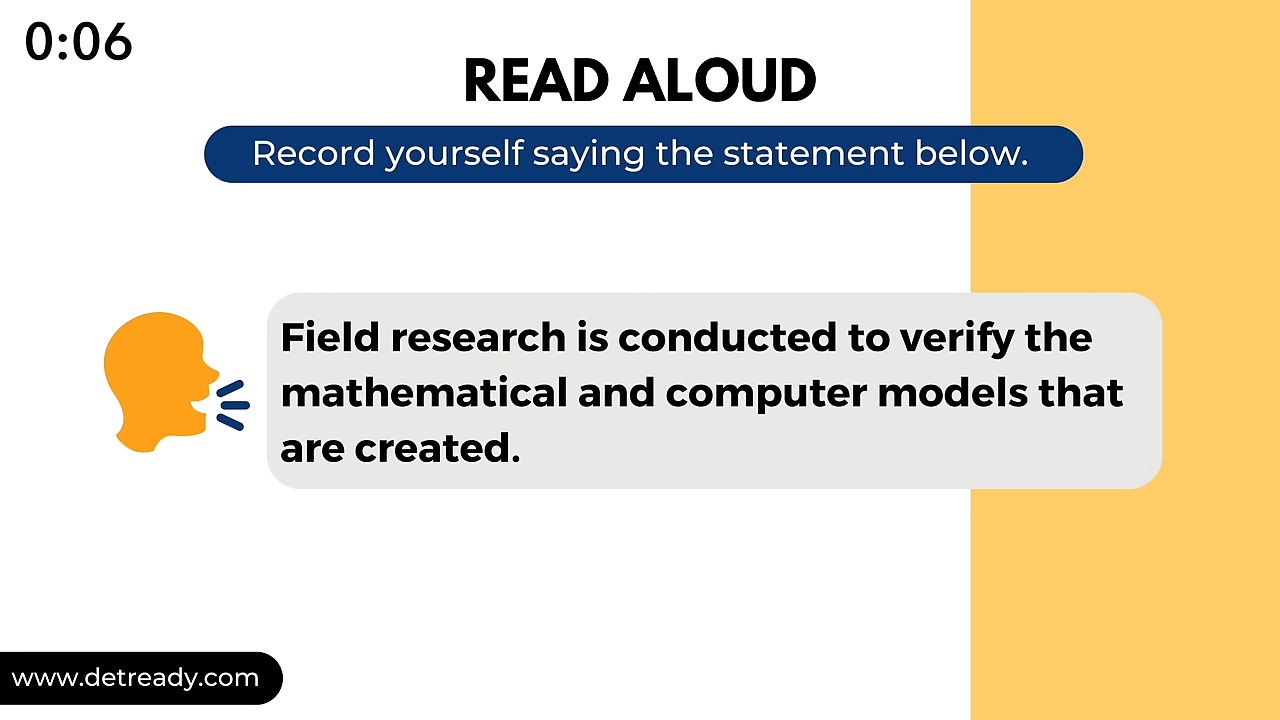 0:06
READ ALOUD
Record yourself saying the statement below.
Field research is conducted to verify the
mathematical and computer models that
are created.
www.detready.com